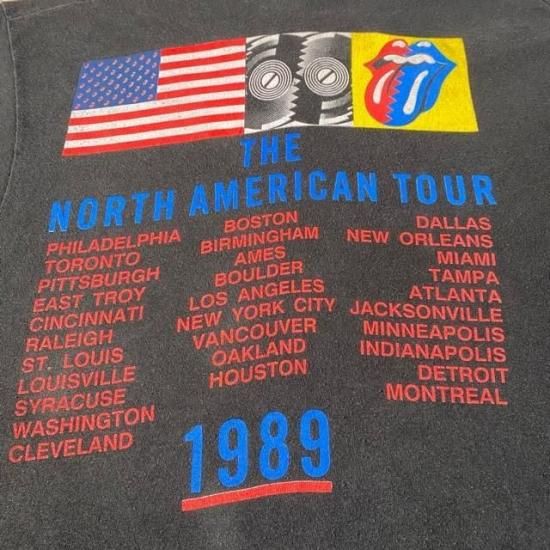 THE
NORTH AMERICAN TOUR
PHILADELPHIA
TORONTO
PITTSBURGH
EAST TROY
CINCINNATI
RALEIGH
ST. LOUIS
LOUISVILLE
SYRACUSE
WASHINGTON
CLEVELAND
BOSTON
BIRMINGHAM
AMES
BOULDER
LOS ANGELES
NEW YORK CITY
VANCOUVER
OAKLAND
HOUSTON
DALLAS
NEW ORLEANS
MIAMI
TAMPA
ATLANTA
JACKSONVILLE
MINNEAPOLIS
INDIANAPOLIS
DETROIT
MONTREAL
1989